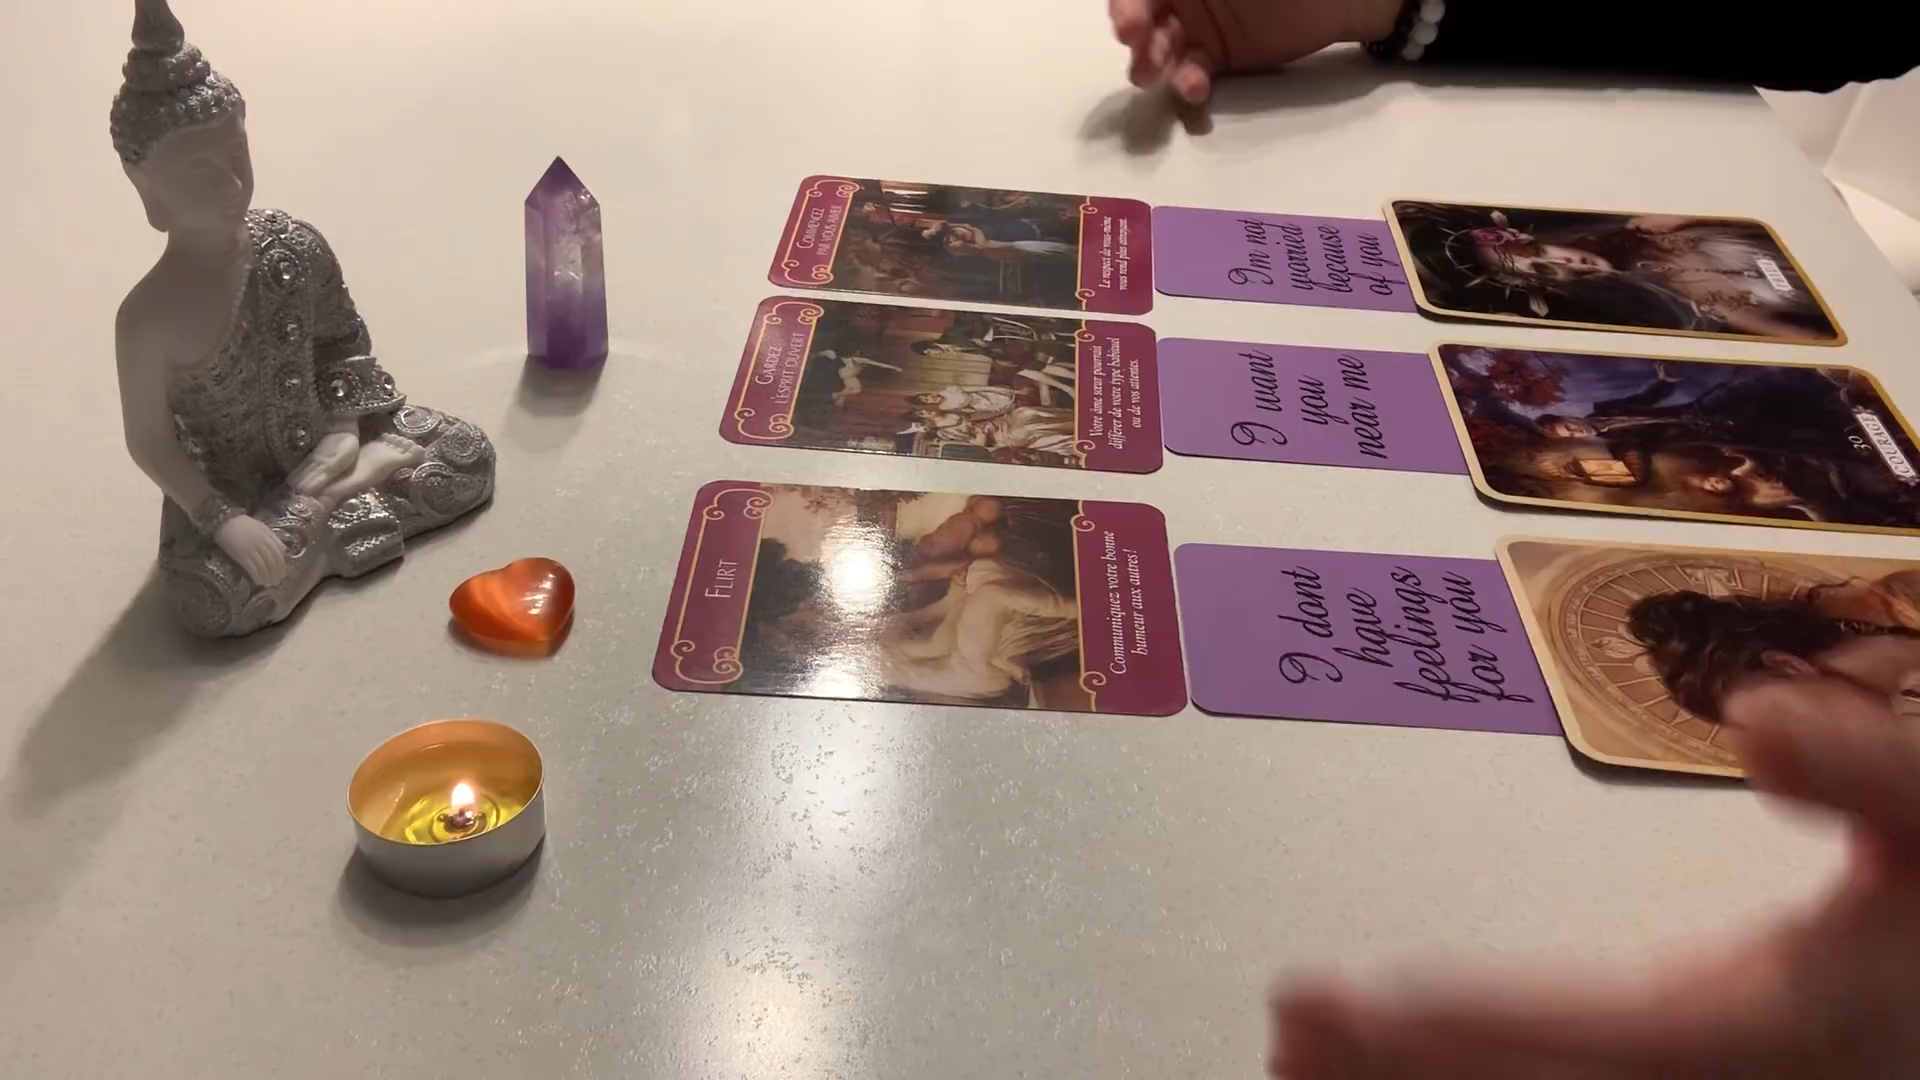 COMMENCEZ
PAR VOUS AIMER
Le respect de vous-même
vous rend plus attrayant.
I'm not
worried
because
of you
GARDEZ
L'ESPRIT OUVERT
Votre âme sœur pourrait
différer de votre type habituel
ou de vos attentes.
I want
you
near me
30
COURAGE
FLIRT
Communiquez votre bonne
humeur aux autres!
I dont
have
feelings
for you